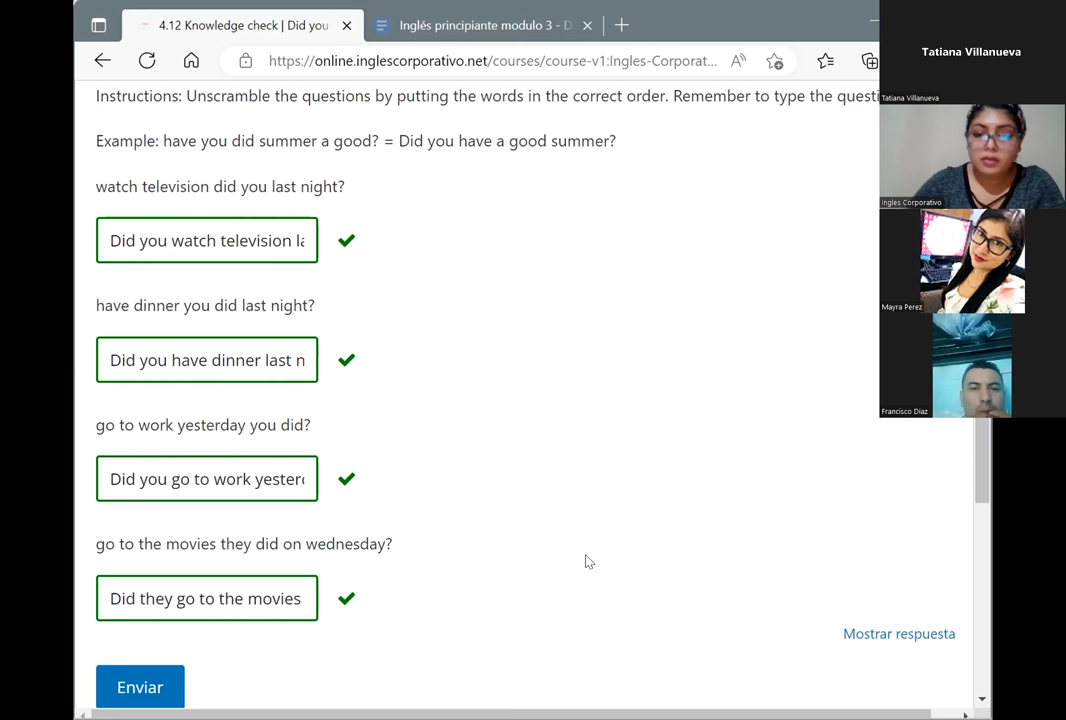 4.12 Knowledge check | Did you
Inglés principiante modulo 3 - D
https://online.inglescorporativo.net/courses/course-v1:Ingles-Corporat...
Instructions: Unscramble the questions by putting the words in the correct order. Remember to type the questi
Example: have you did summer a good? = Did you have a good summer?
watch television did you last night?
Did you watch television la
have dinner you did last night?
Did you have dinner last n
go to work yesterday you did?
Did you go to work yester
go to the movies they did on wednesday?
Did they go to the movies
Mostrar respuesta
Enviar
Tatiana Villanueva
Tatiana Villanueva
Ingles Corporativo
Mayra Perez
Francisco Diaz